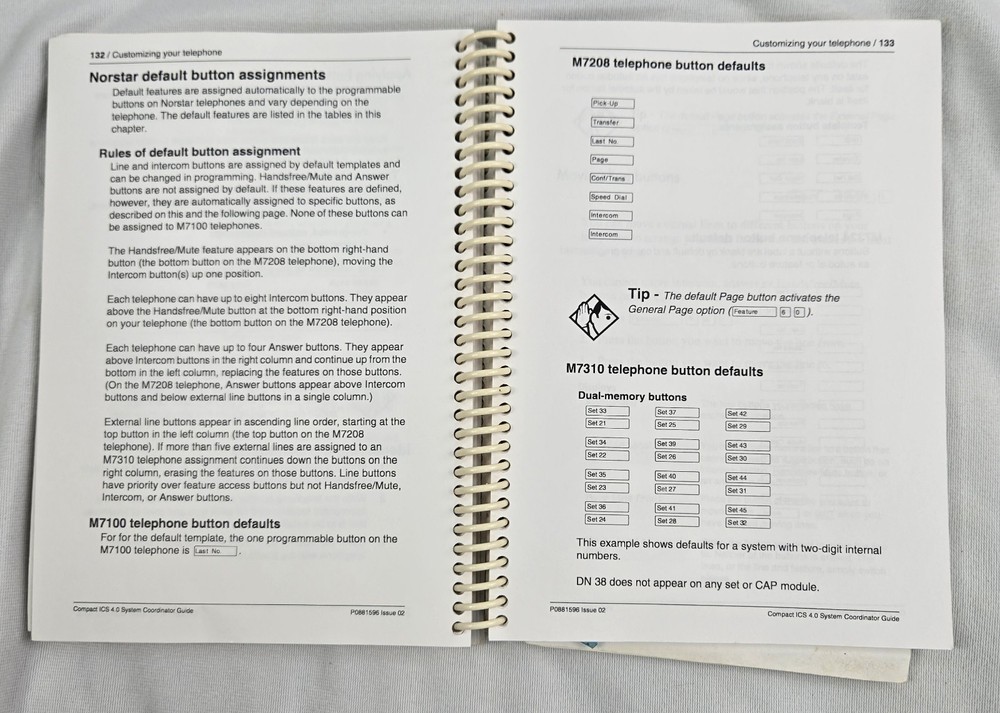 132 / Customizing your telephone
Norstar default button assignments
Default features are assigned automatically to the programmable
buttons on Norstar telephones and vary depending on the
telephone. The default features are listed in the tables in this
chapter.
Rules of default button assignment
Line and intercom buttons are assigned by default templates and
can be changed in programming. Handsfree/Mute and Answer
buttons are not assigned by default. If these features are defined,
however, they are automatically assigned to specific buttons, as
described on this and the following page. None of these buttons can
be assigned to M7100 telephones.
The Handsfree/Mute feature appears on the bottom right-hand
button (the bottom button on the M7208 telephone), moving the
Intercom button(s) up one position.
Each telephone can have up to eight Intercom buttons. They appear
above the Handsfree/Mute button at the bottom right-hand position
on your telephone (the bottom button on the M7208 telephone).
Each telephone can have up to four Answer buttons. They appear
above Intercom buttons in the right column and continue up from the
bottom in the left column, replacing the features on those buttons.
(On the M7208 telephone, Answer buttons appear above Intercom
buttons and below external line buttons in a single column.)
External line buttons appear in ascending line order, starting at the
top button in the left column (the top button on the M7208
telephone). If more than five external lines are assigned to an
M7310 telephone assignment continues down the buttons on the
right column, erasing the features on those buttons. Line buttons
have priority over feature access buttons but not Handsfree/Mute,
Intercom, or Answer buttons.
M7100 telephone button defaults
For for the default template, the one programmable button on the
M7100 telephone is Last No .
Compact ICS 4.0 System Coordinator Guide
P0881596 Issue 02
Customizing your telephone / 133
M7208 telephone button defaults
Pick-Up
Transfer
Last No.
Page
Conf/Trans
Speed Dial
Intercom
Intercom
Tip - The default Page button activates the
General Page option (Feature 6 0 ).
M7310 telephone button defaults
Dual-memory buttons
Set 33 Set 37 Set 42
Set 21 Set 25 Set 29
Set 34 Set 39 Set 43
Set 22 Set 26 Set 30
Set 35 Set 40 Set 44
Set 23 Set 27 Set 31
Set 36 Set 41 Set 45
Set 24 Set 28 Set 32
This example shows defaults for a system with two-digit internal
numbers.
DN 38 does not appear on any set or CAP module.
P0881596 Issue 02
Compact ICS 4.0 System Coordinator Guide